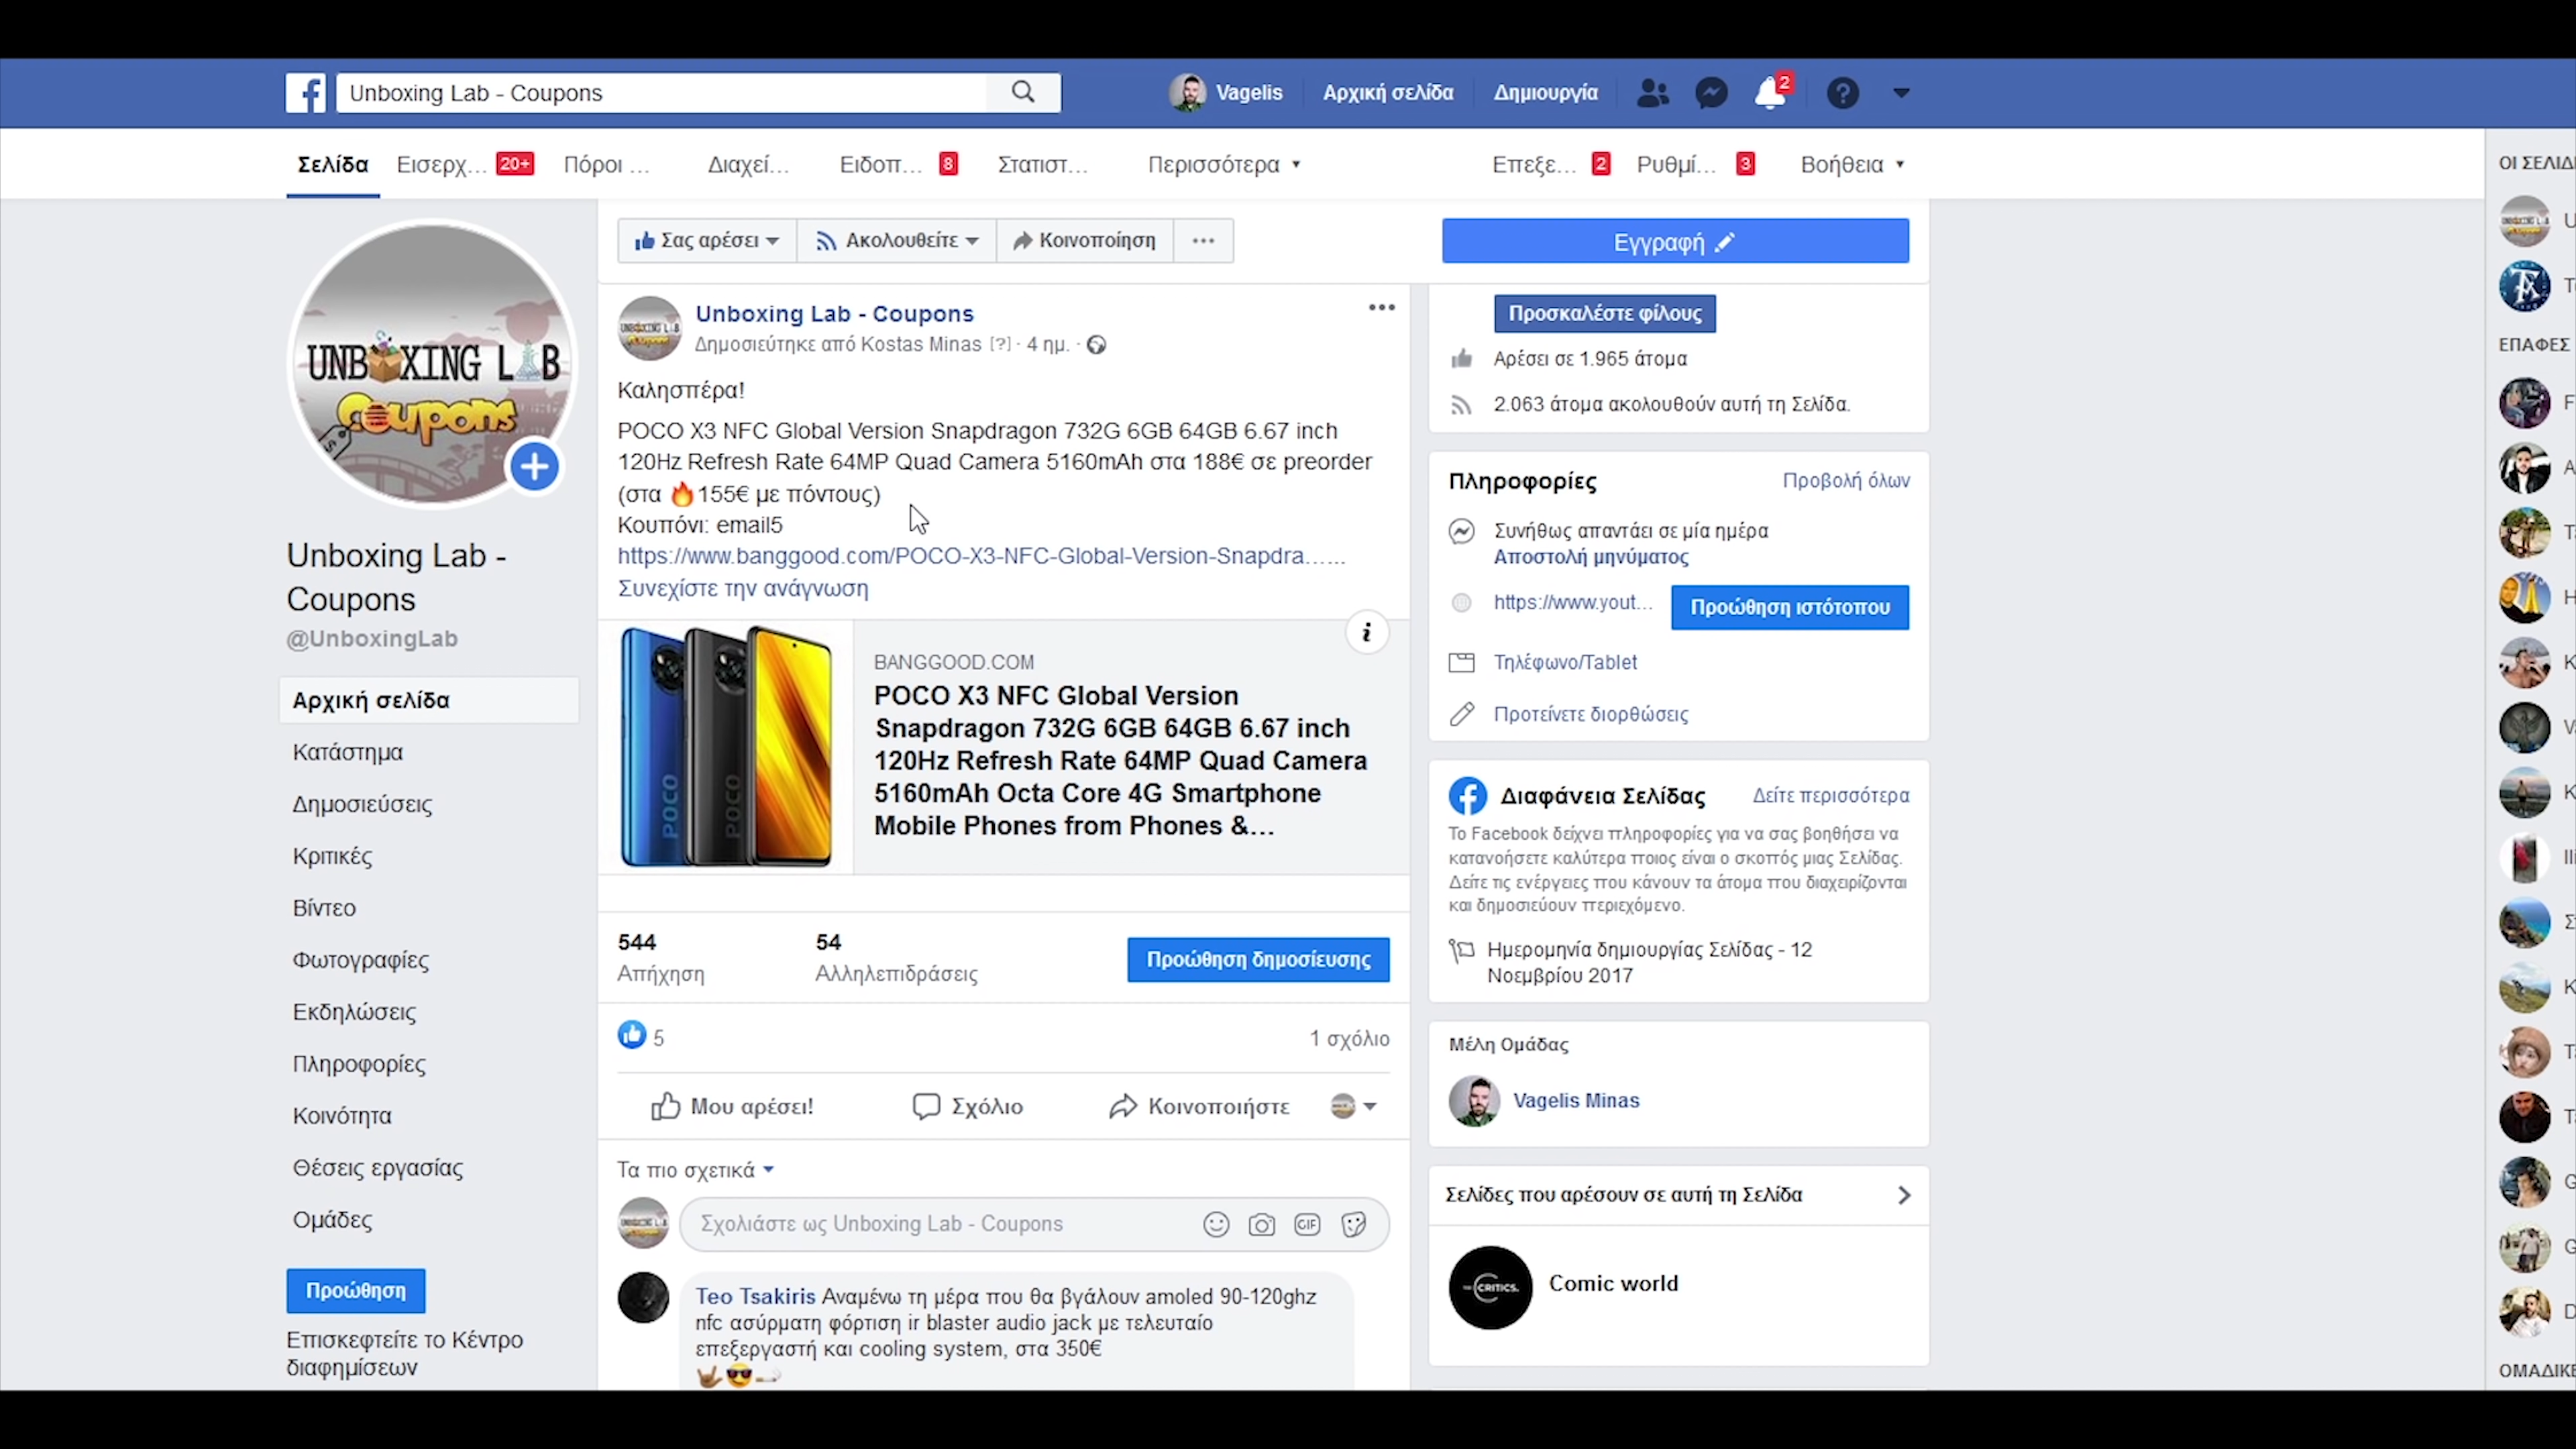 Unboxing Lab - Coupons
Vagelis
Αρχική σελίδα
Δημιουργία
2
Σελίδα
Εισερχ... 20+
Πόροι ...
Διαχεί...
Ειδοπ... 8
Στατιστ...
Περισσότερα
Επεξε... 2
Ρυθμί... 3
Βοήθεια
UNBOXING LAB
Coupons
Unboxing Lab -
Coupons
@UnboxingLab
Αρχική σελίδα
Κατάστημα
Δημοσιεύσεις
Κριτικές
Βίντεο
Φωτογραφίες
Εκδηλώσεις
Πληροφορίες
Κοινότητα
Θέσεις εργασίας
Ομάδες
Προώθηση
Επισκεφτείτε το Κέντρο
διαφημίσεων
Σας αρέσει
Ακολουθείτε
Κοινοποίηση
...
Εγγραφή
Unboxing Lab - Coupons
Δημοσιεύτηκε από Kostas Minas [?] · 4 ημ. ·
Καλησπέρα!
POCO X3 NFC Global Version Snapdragon 732G 6GB 64GB 6.67 inch
120Hz Refresh Rate 64MP Quad Camera 5160mAh στα 188€ σε preorder
(στα 🔥155€ με πόντους)
Κουπόνι: email5
https://www.banggood.com/POCO-X3-NFC-Global-Version-Snapdra......
Συνεχίστε την ανάγνωση
POCO
POCO
BANGGOOD.COM
POCO X3 NFC Global Version
Snapdragon 732G 6GB 64GB 6.67 inch
120Hz Refresh Rate 64MP Quad Camera
5160mAh Octa Core 4G Smartphone
Mobile Phones from Phones &...
544
Απήχηση
54
Αλληλεπιδράσεις
Προώθηση δημοσίευσης
5
1 σχόλιο
Μου αρέσει!
Σχόλιο
Κοινοποιήστε
Τα πιο σχετικά
Σχολιάστε ως Unboxing Lab - Coupons
GIF
Teo Tsakiris Αναμένω τη μέρα που θα βγάλουν amoled 90-120ghz
nfc ασύρματη φόρτιση ir blaster audio jack με τελευταίο
επεξεργαστή και cooling system, στα 350€
🤟🏾😎🚬
Προσκαλέστε φίλους
Αρέσει σε 1.965 άτομα
2.063 άτομα ακολουθούν αυτή τη Σελίδα.
Πληροφορίες
Προβολή όλων
Συνήθως απαντάει σε μία ημέρα
Αποστολή μηνύματος
https://www.yout...
Προώθηση ιστότοπου
Τηλέφωνο/Tablet
Προτείνετε διορθώσεις
Διαφάνεια Σελίδας
Δείτε περισσότερα
Το Facebook δείχνει πληροφορίες για να σας βοηθήσει να
κατανοήσετε καλύτερα ποιος είναι ο σκοπός μιας Σελίδας.
Δείτε τις ενέργειες που κάνουν τα άτομα που διαχειρίζονται
και δημοσιεύουν περιεχόμενο.
Ημερομηνία δημιουργίας Σελίδας - 12
Νοεμβρίου 2017
Μέλη Ομάδας
Vagelis Minas
Σελίδες που αρέσουν σε αυτή τη Σελίδα
CRITICS.
Comic world
ΟΙ ΣΕΛΙΔ
ΕΠΑΦΕΣ
ΟΜΑΔΙΚΕ